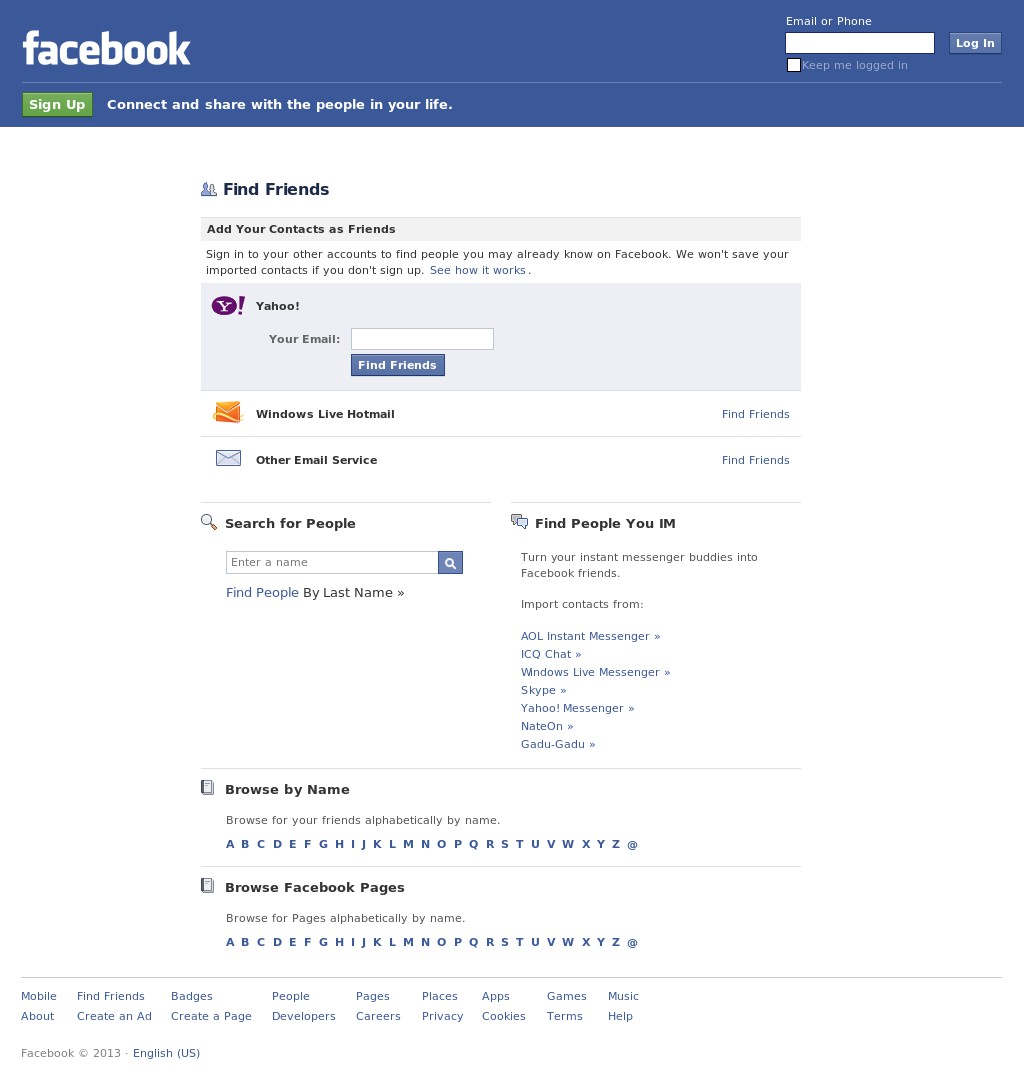 facebook
Email or Phone
Log In
Keep me logged in
Sign Up Connect and share with the people in your life.
Find Friends
Add Your Contacts as Friends
Sign in to your other accounts to find people you may already know on Facebook. We won't save your
imported contacts if you don't sign up. See how it works.
Y! Yahoo!
Your Email:
Find Friends
Windows Live Hotmail Find Friends
Other Email Service Find Friends
Search for People
Enter a name
Find People By Last Name »
Find People You IM
Turn your instant messenger buddies into
Facebook friends.
Import contacts from:
AOL Instant Messenger »
ICQ Chat »
Windows Live Messenger »
Skype »
Yahoo! Messenger »
NateOn »
Gadu-Gadu »
Browse by Name
Browse for your friends alphabetically by name.
A B C D E F G H I J K L M N O P Q R S T U V W X Y Z @
Browse Facebook Pages
Browse for Pages alphabetically by name.
A B C D E F G H I J K L M N O P Q R S T U V W X Y Z @
Mobile Find Friends Badges People Pages Places Apps Games Music
About Create an Ad Create a Page Developers Careers Privacy Cookies Terms Help
Facebook © 2013 · English (US)